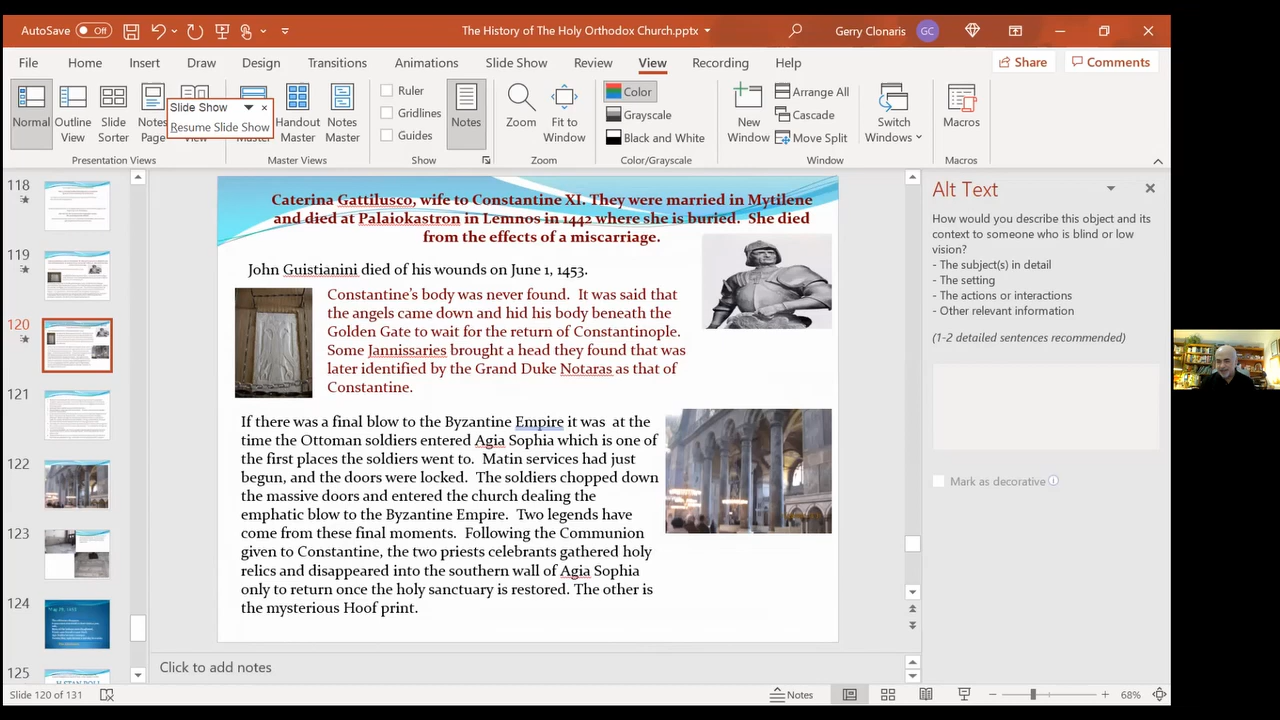 AutoSave Off The History of The Holy Orthodox Church.pptx Gerry Clonaris GC
File Home Insert Draw Design Transitions Animations Slide Show Review View Recording Help Share Comments
Normal
Outline View
Slide Sorter
Notes Page
Slide Show
Resume Slide Show
Handout Master
Notes Master
Ruler
Gridlines
Guides
Notes
Zoom
Fit to Window
Color
Grayscale
Black and White
New Window
Arrange All
Cascade
Move Split
Switch Windows
Macros
Presentation Views Master Views Show Zoom Color/Grayscale Window Macros
118
119
120
121
122
123
124
125
Caterina Gattilusco, wife to Constantine XI. They were married in Mytilene
and died at Palaiokastron in Lemnos in 1442 where she is buried. She died
from the effects of a miscarriage.
John Guistianini died of his wounds on June 1, 1453.
Constantine's body was never found. It was said that
the angels came down and hid his body beneath the
Golden Gate to wait for the return of Constantinople.
Some Jannissaries brought a head they found that was
later identified by the Grand Duke Notaras as that of
Constantine.
If there was a final blow to the Byzantine Empire it was at the
time the Ottoman soldiers entered Agia Sophia which is one of
the first places the soldiers went to. Matin services had just
begun, and the doors were locked. The soldiers chopped down
the massive doors and entered the church dealing the
emphatic blow to the Byzantine Empire. Two legends have
come from these final moments. Following the Communion
given to Constantine, the two priests celebrants gathered holy
relics and disappeared into the southern wall of Agia Sophia
only to return once the holy sanctuary is restored. The other is
the mysterious Hoof print.
Alt Text
How would you describe this object and its
context to someone who is blind or low
vision?
- The subject(s) in detail
- The setting
- The actions or interactions
- Other relevant information
(1-2 detailed sentences recommended)
Mark as decorative
Click to add notes
Slide 120 of 131 Notes 68%